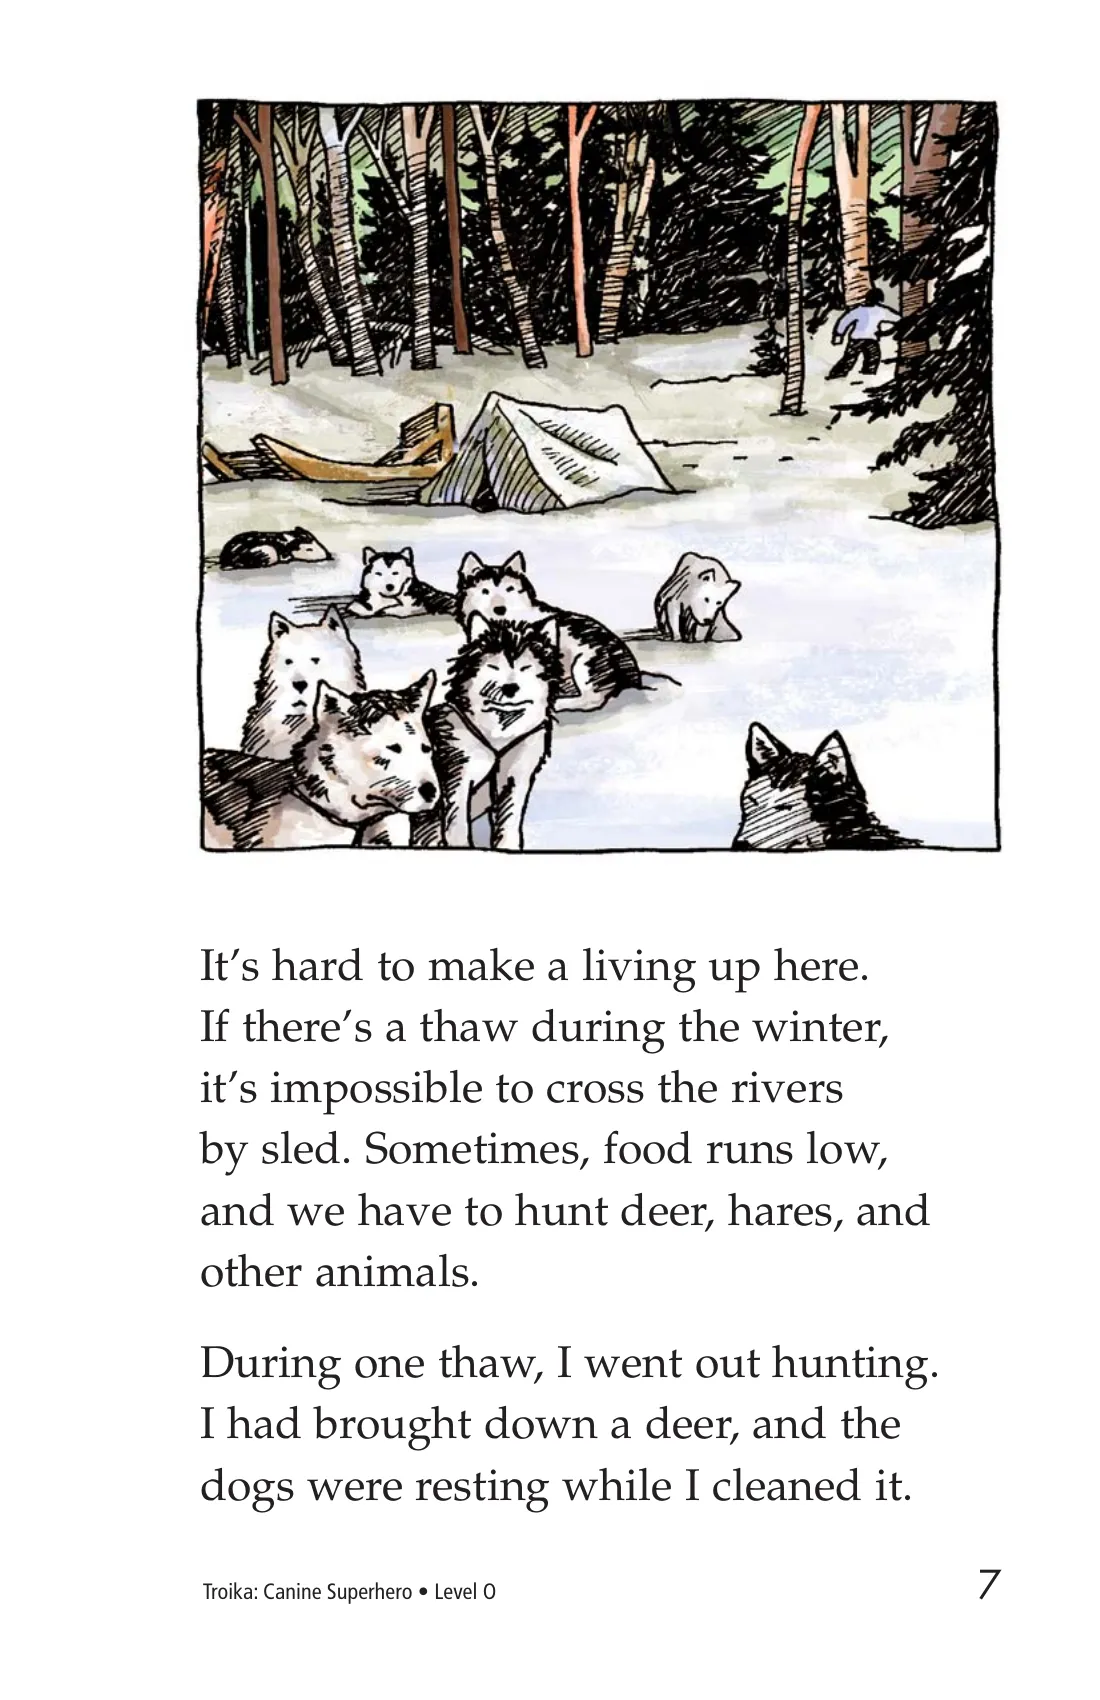 It’s hard to make a living up here.
If there’s a thaw during the winter,
it’s impossible to cross the rivers
by sled. Sometimes, food runs low,
and we have to hunt deer, hares, and
other animals.
During one thaw, I went out hunting.
I had brought down a deer, and the
dogs were resting while I cleaned it.
Troika: Canine Superhero • Level O
7